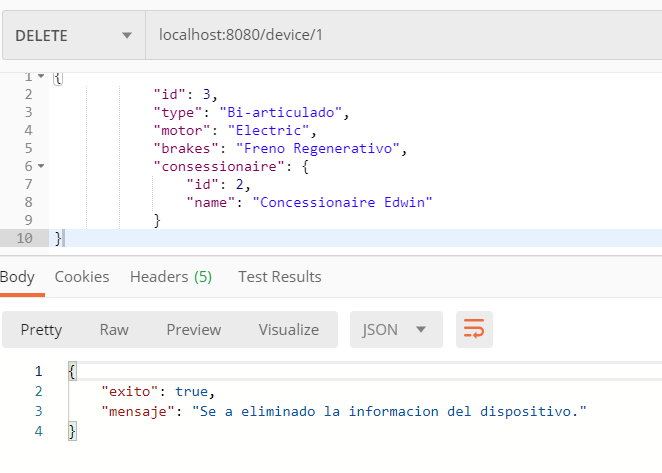 DELETE localhost:8080/device/1
1 {
2 "id": 3,
3 "type": "Bi-articulado",
4 "motor": "Electric",
5 "brakes": "Freno Regenerativo",
6 "consessionaire": {
7 "id": 2,
8 "name": "Concessionaire Edwin"
9 }
10 }
Body Cookies Headers (5) Test Results
Pretty Raw Preview Visualize JSON
1 {
2 "exito": true,
3 "mensaje": "Se a eliminado la informacion del dispositivo."
4 }